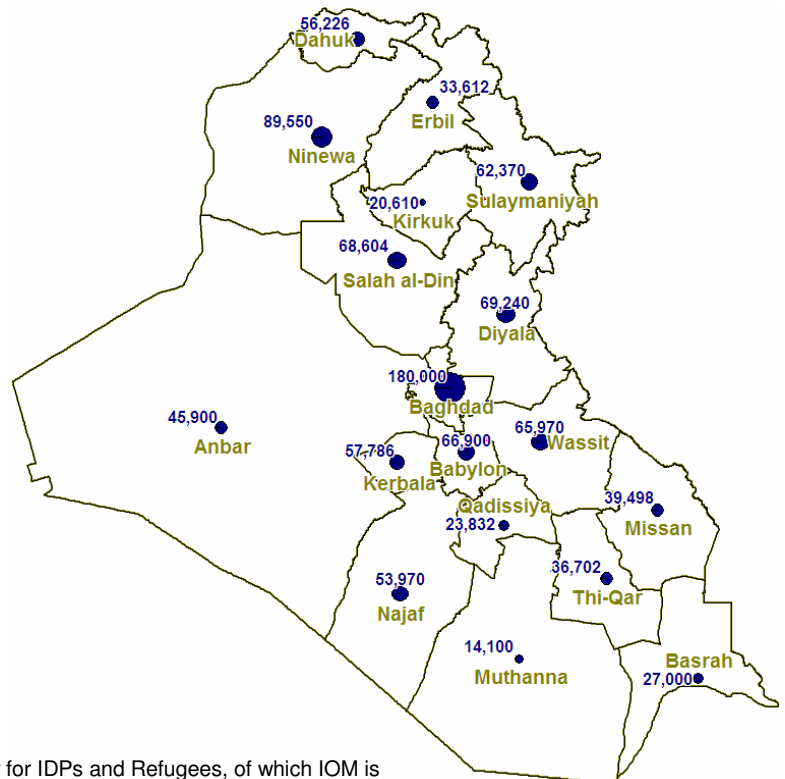 56,226
Dahuk
33,612
Erbil
89,550
Ninewa
62,370
Sulaymaniyah
20,610
Kirkuk
68,604
Salah al-Din
69,240
Diyala
180,000
Baghdad
45,900
Anbar
65,970
Wassit
66,900
Babylon
57,786
Kerbala
Qadissiya
23,832
39,498
Missan
36,702
Thi-Qar
53,970
Najaf
14,100
Muthanna
Basrah
27,000
for IDPs and Refugees, of which IOM is